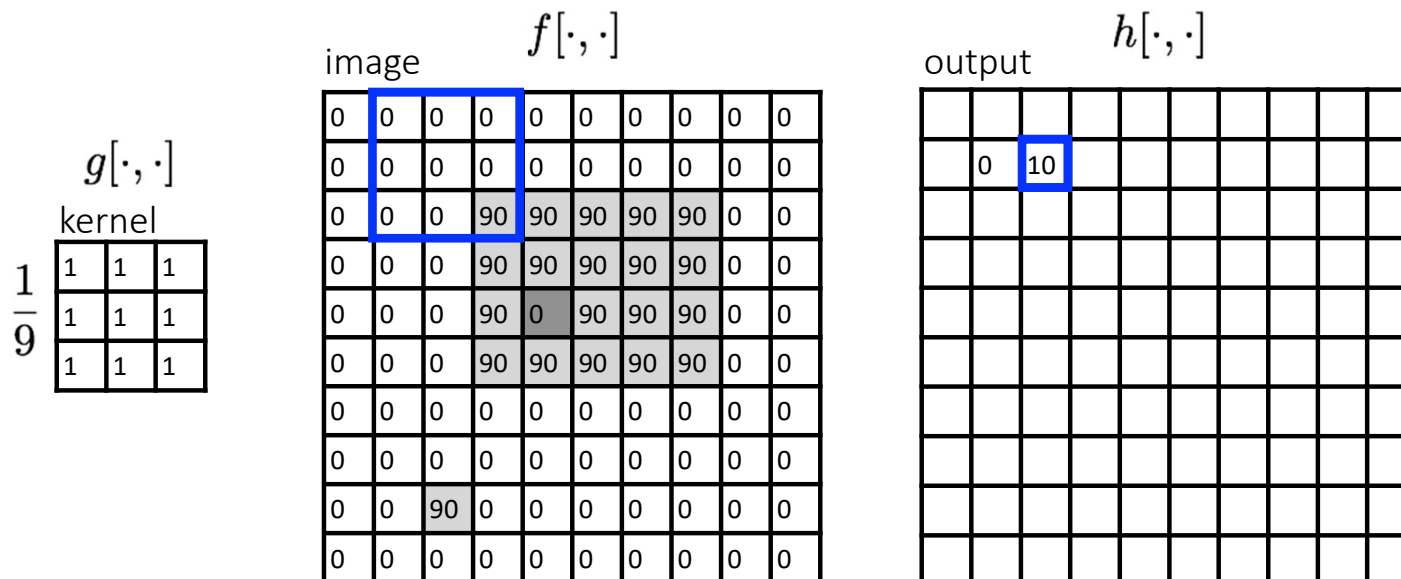 f[·,·]
h[·,·]
image
output
g[·,·]
kernel
1/9
1 1 1
1 1 1
1 1 1
0 0 0 0 0 0 0 0 0 0
0 0 0 0 0 0 0 0 0 0
0 0 0 90 90 90 90 90 0 0
0 0 0 90 90 90 90 90 0 0
0 0 0 90 0 90 90 90 0 0
0 0 0 90 90 90 90 90 0 0
0 0 0 0 0 0 0 0 0 0
0 0 0 0 0 0 0 0 0 0
0 0 90 0 0 0 0 0 0 0
0 0 0 0 0 0 0 0 0 0
0 10